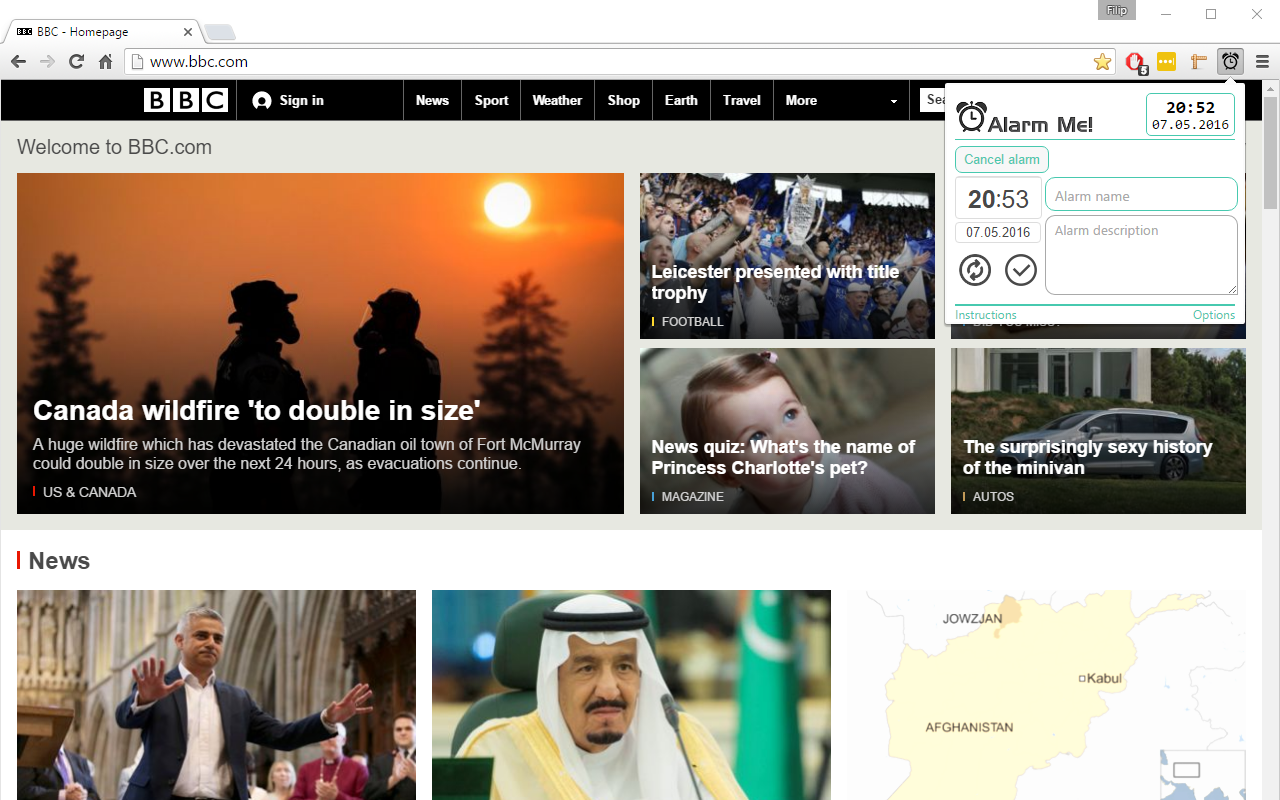 Filip
BBC - Homepage
www.bbc.com
5
BBC
Sign in
News
Sport
Weather
Shop
Earth
Travel
More
Sea
Alarm Me!
20:52
07.05.2016
Cancel alarm
20:53
Alarm name
07.05.2016
Alarm description
Instructions
Options
Welcome to BBC.com
Canada wildfire 'to double in size'
A huge wildfire which has devastated the Canadian oil town of Fort McMurray
could double in size over the next 24 hours, as evacuations continue.
US & CANADA
Leicester presented with title
trophy
FOOTBALL
News quiz: What's the name of
Princess Charlotte's pet?
MAGAZINE
The surprisingly sexy history
of the minivan
AUTOS
News
JOWZJAN
Kabul
AFGHANISTAN